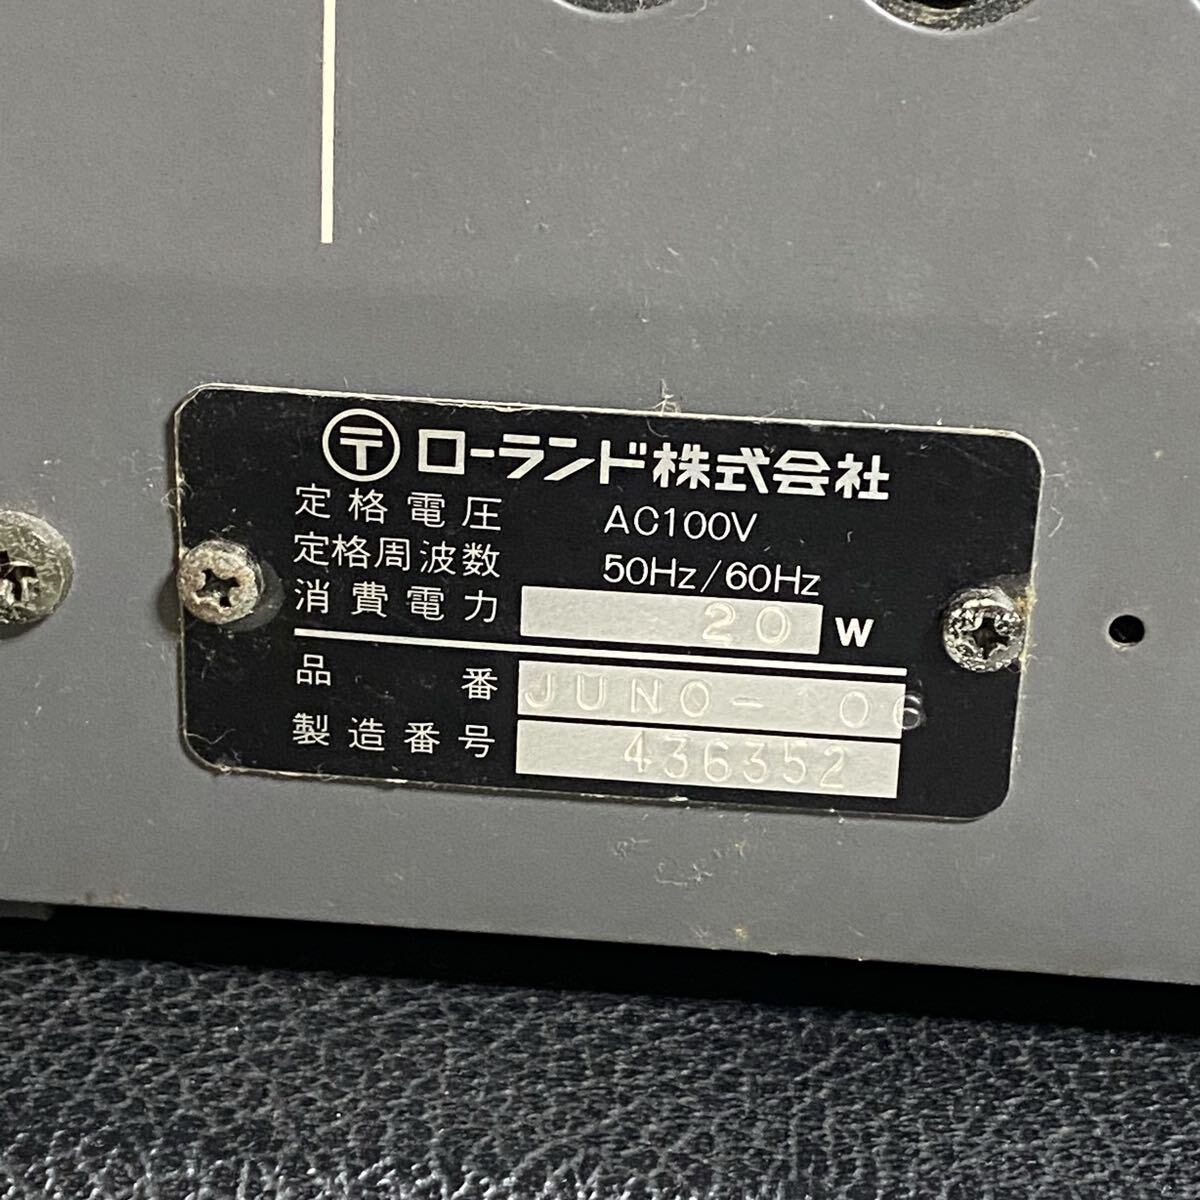 〒ローランド株式会社
定格電圧 AC100V
定格周波数 50Hz/60Hz
消費電力 20 W
品番 JUNO-106
製造番号 436352